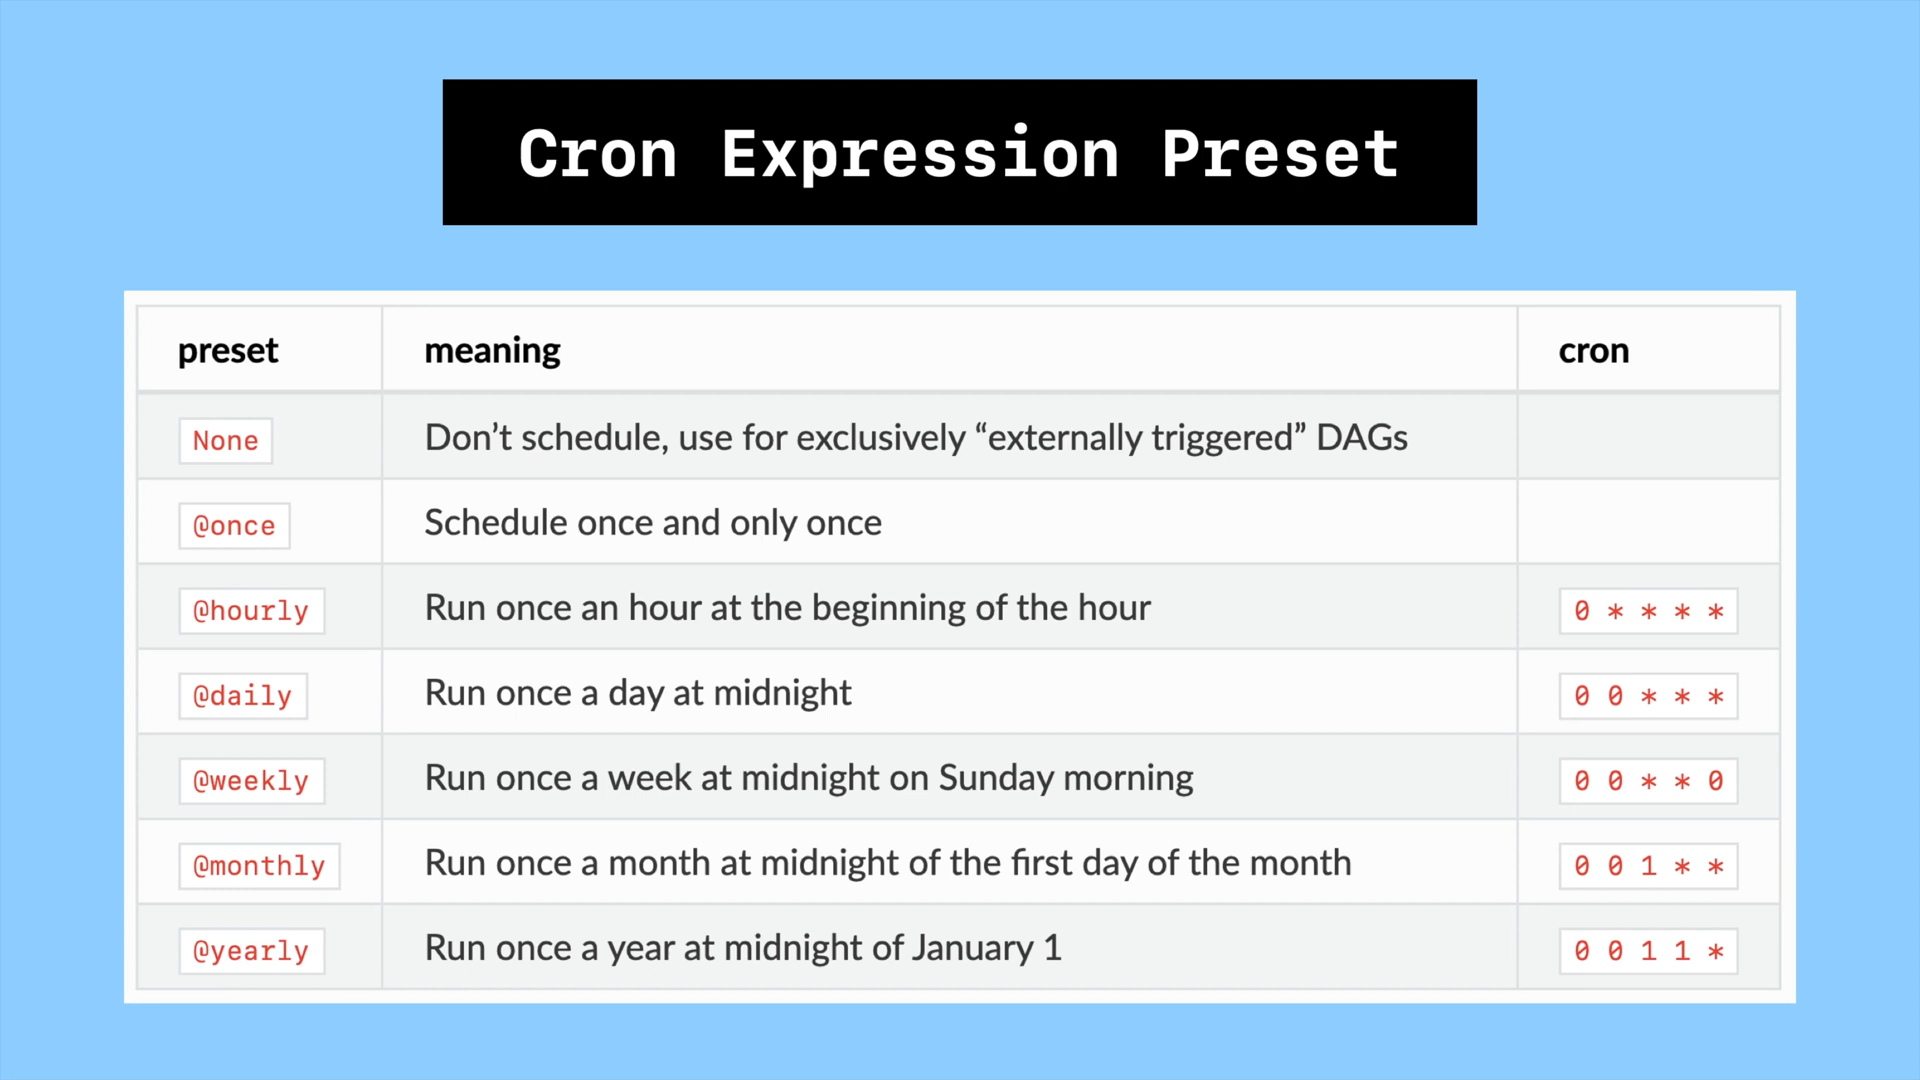 Cron Expression Preset
preset meaning cron
None Don’t schedule, use for exclusively “externally triggered” DAGs
@once Schedule once and only once
@hourly Run once an hour at the beginning of the hour 0 * * * *
@daily Run once a day at midnight 0 0 * * *
@weekly Run once a week at midnight on Sunday morning 0 0 * * 0
@monthly Run once a month at midnight of the first day of the month 0 0 1 * *
@yearly Run once a year at midnight of January 1 0 0 1 1 *